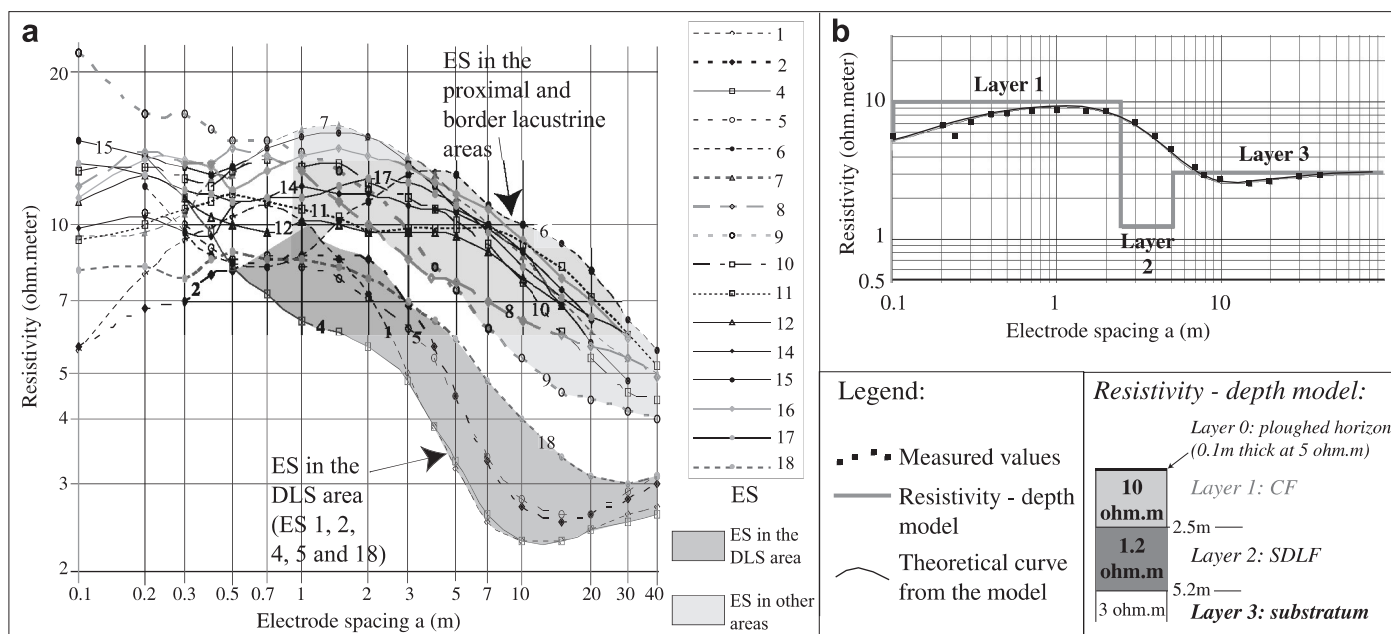 a
20
10
7
5
4
3
2
Resistivity (ohm.meter)
0.1
0.2
0.3
0.5
0.7
1
2
3
5
7
10
20
30
40
Electrode spacing a (m)
ES in the
proximal and
border lacustrine
areas
ES in the
DLS area
(ES 1, 2,
4, 5 and 18)
15
7
14
17
11
12
2
4
1
5
8
10
6
9
18
1
2
4
5
6
7
8
9
10
11
12
14
15
16
17
18
ES
ES in the
DLS area
ES in other
areas
b
Resistivity (ohm.meter)
10
1
0.5
0.1
1
10
Electrode spacing a (m)
Layer 1
Layer
2
Layer 3
Legend:
Measured values
Resistivity - depth
model
Theoretical curve
from the model
Resistivity - depth model:
Layer 0: ploughed horizon
(0.1m thick at 5 ohm.m)
10
ohm.m
Layer 1: CF
2.5m
1.2
ohm.m
Layer 2: SDLF
5.2m
3 ohm.m
Layer 3: substratum